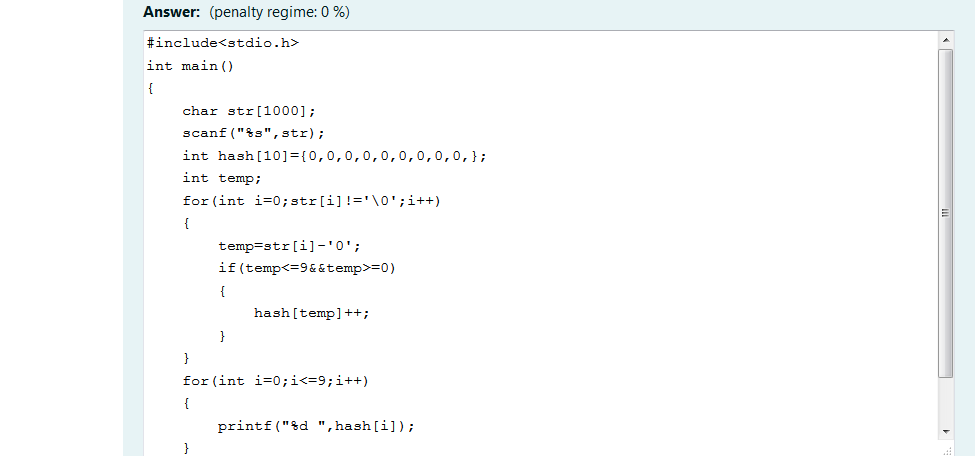 Answer: (penalty regime: 0 %)
#include<stdio.h>
int main()
{
    char str[1000];
    scanf("%s",str);
    int hash[10]={0,0,0,0,0,0,0,0,0,};
    int temp;
    for(int i=0;str[i]!='\0';i++)
    {
        temp=str[i]-'0';
        if(temp<=9&&temp>=0)
        {
            hash[temp]++;
        }
    }
    for(int i=0;i<=9;i++)
    {
        printf("%d ",hash[i]);
    }